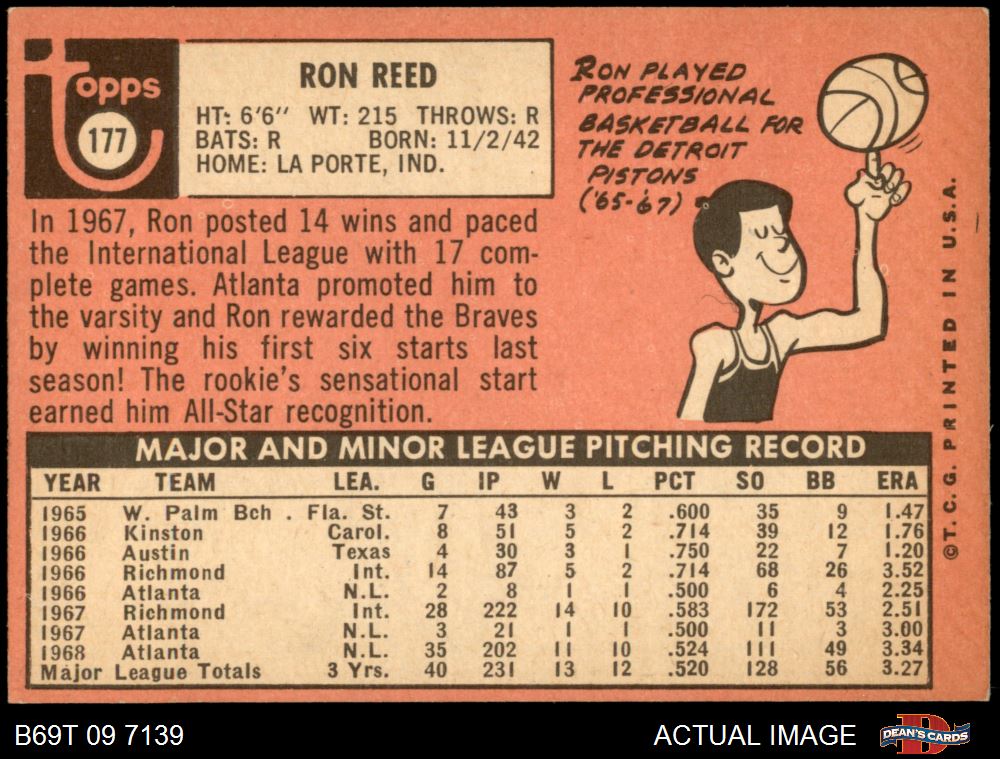 Topps
177
RON REED
HT: 6'6" WT: 215 THROWS: R
BATS: R BORN: 11/2/42
HOME: LA PORTE, IND.
RON PLAYED
PROFESSIONAL
BASKETBALL FOR
THE DETROIT
PISTONS
('65-'67)
In 1967, Ron posted 14 wins and paced
the International League with 17 com-
plete games. Atlanta promoted him to
the varsity and Ron rewarded the Braves
by winning his first six starts last
season! The rookie's sensational start
earned him All-Star recognition.
MAJOR AND MINOR LEAGUE PITCHING RECORD
YEAR TEAM LEA. G IP W L PCT SO BB ERA
1965 W. Palm Bch . Fla. St. 7 43 3 2 .600 35 9 1.47
1966 Kinston Carol. 8 51 5 2 .714 39 12 1.76
1966 Austin Texas 4 30 3 1 .750 22 7 1.20
1966 Richmond Int. 14 87 5 2 .714 68 26 3.52
1966 Atlanta N.L. 2 8 1 1 .500 6 4 2.25
1967 Richmond Int. 28 222 14 10 .583 172 53 2.51
1967 Atlanta N.L. 3 21 1 1 .500 11 3 3.00
1968 Atlanta N.L. 35 202 11 10 .524 111 49 3.34
Major League Totals 3 Yrs. 40 231 13 12 .520 128 56 3.27
©T. C. G. PRINTED IN U.S.A.
B69T 09 7139
ACTUAL IMAGE
D
DEAN'S CARDS